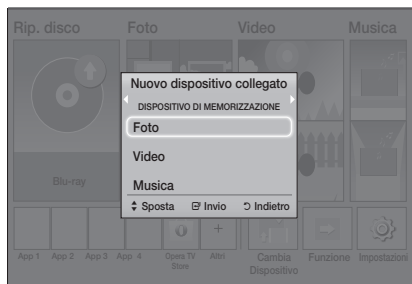 Rip. disco Foto Video Musica
Nuovo dispositivo collegato
DISPOSITIVO DI MEMORIZZAZIONE
Foto
Video
Musica
Sposta Invio Indietro
Blu-ray
App 1 App 2 App 3 App 4 Opera TV Store Altri Cambia Dispositivo Funzione Impostazioni